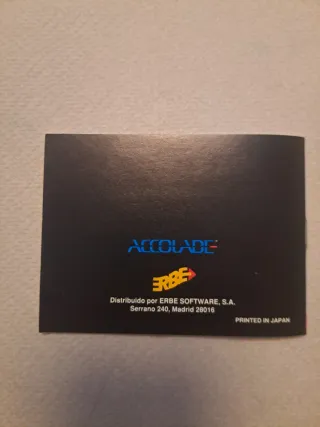 ACCOLADE
ERBE
Distribuido por ERBE SOFTWARE, S.A.
Serrano 240, Madrid 28016
PRINTED IN JAPAN